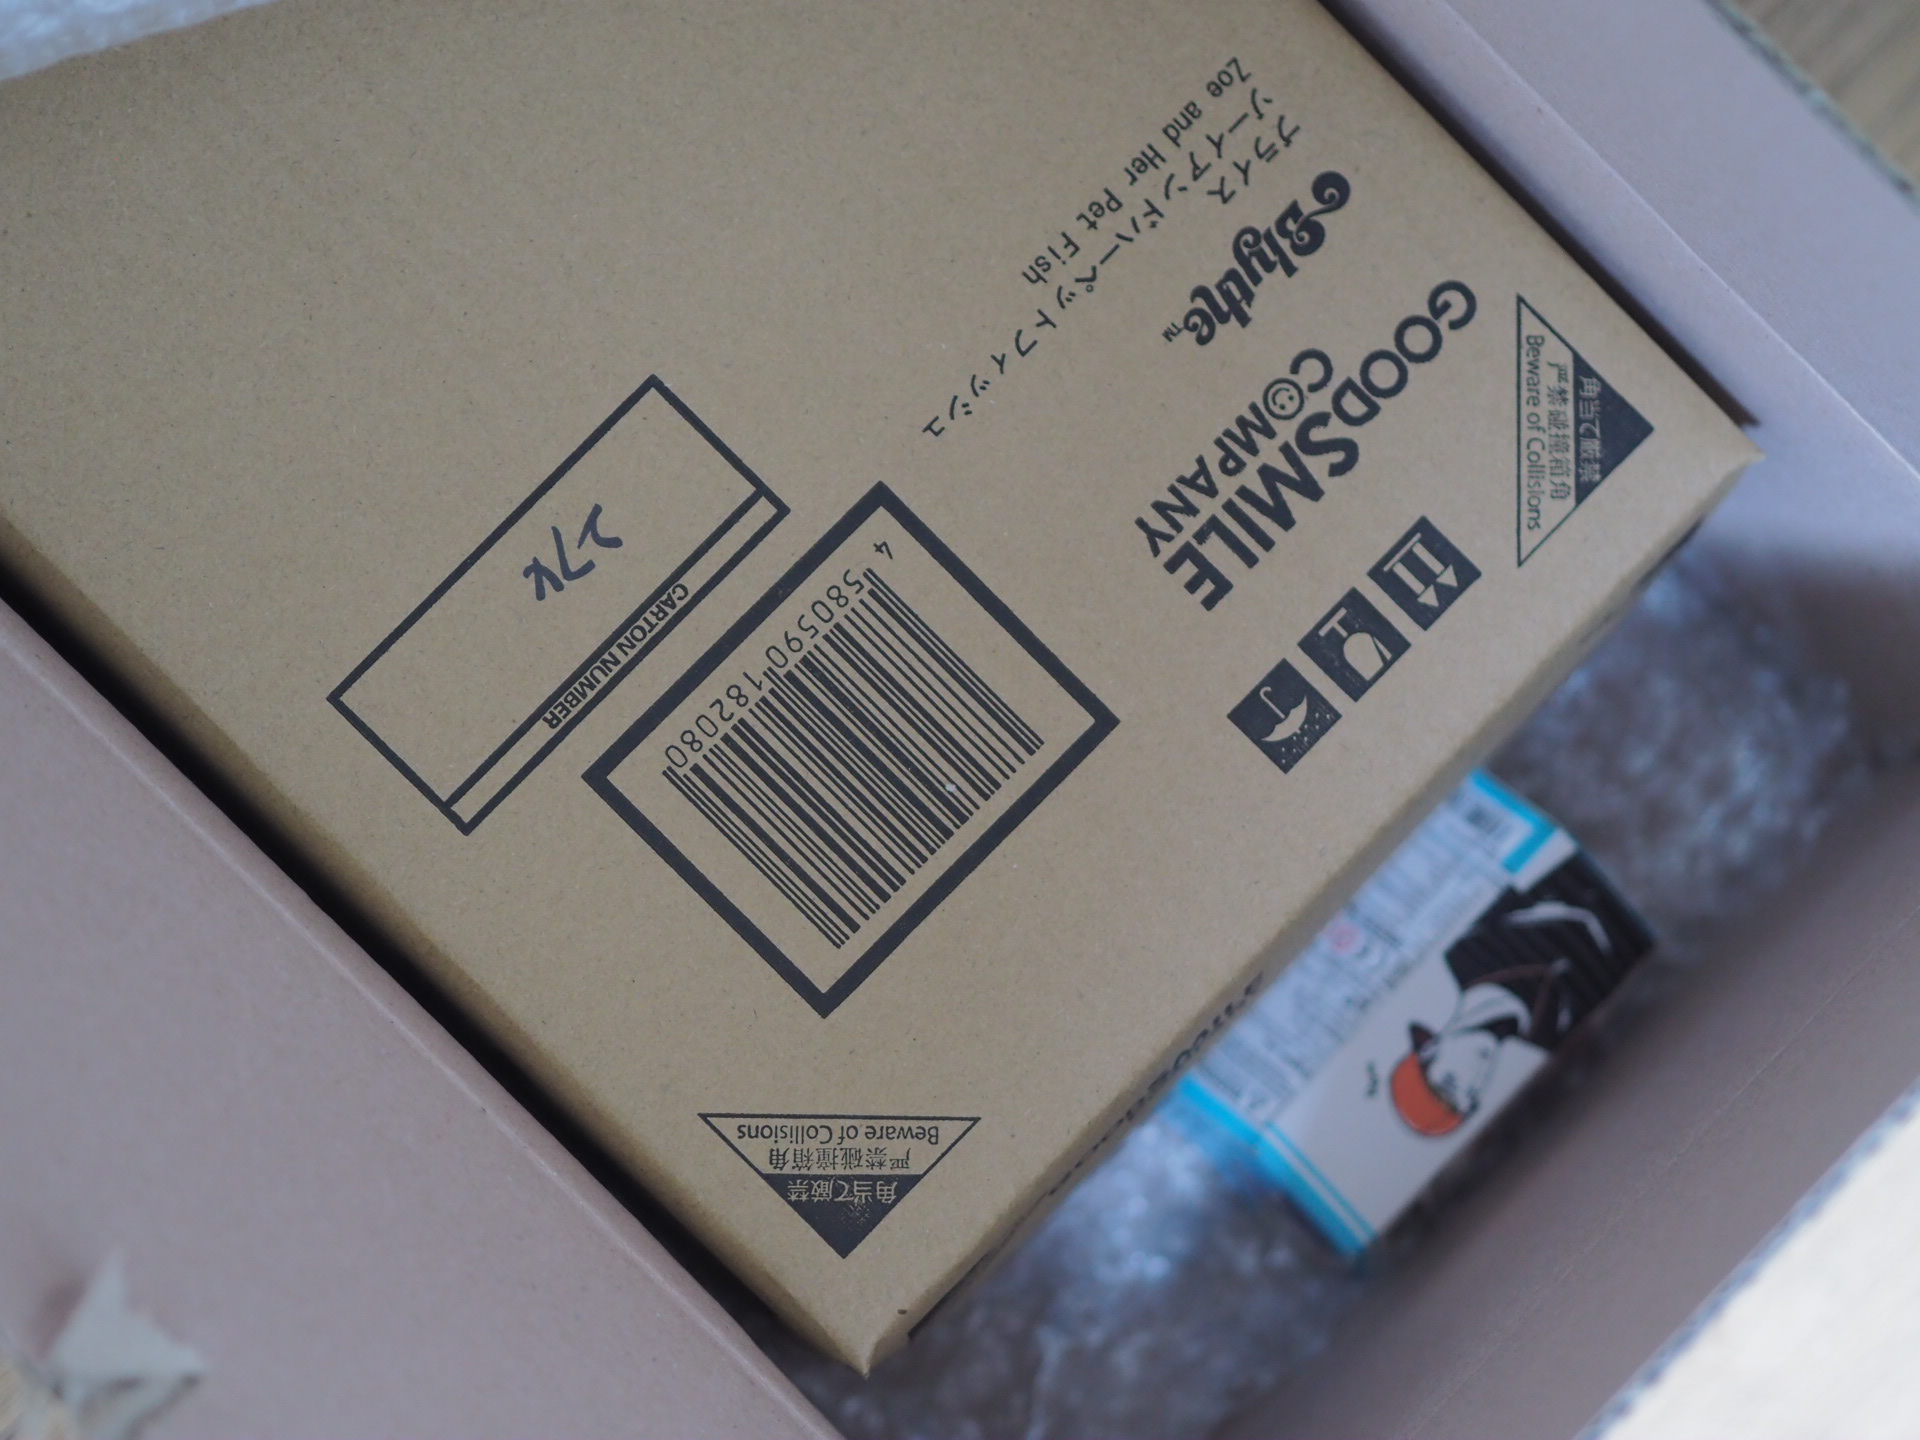 角当て厳禁
严禁碰撞箱角
Beware of Collisions
GOODSMILE
COMPANY
Blythe™
ブライス
ゾーイアンドハーペットフィッシュ
Zoe and Her Pet Fish
4 580590 182080
CARTON NUMBER
274
角当て厳禁
严禁碰撞箱角
Beware of Collisions